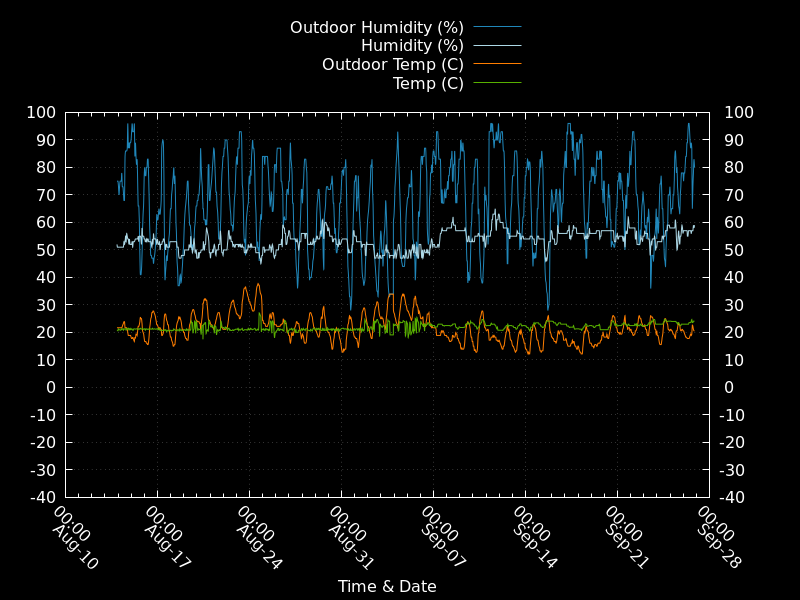 Outdoor Humidity (%)
Humidity (%)
Outdoor Temp (C)
Temp (C)
100 100
90 90
80 80
70 70
60 60
50 50
40 40
30 30
20 20
10 10
0 0
-10 -10
-20 -20
-30 -30
-40 -40
00:00 Aug-10
00:00 Aug-17
00:00 Aug-24
00:00 Aug-31
00:00 Sep-07
00:00 Sep-14
00:00 Sep-21
00:00 Sep-28
Time & Date